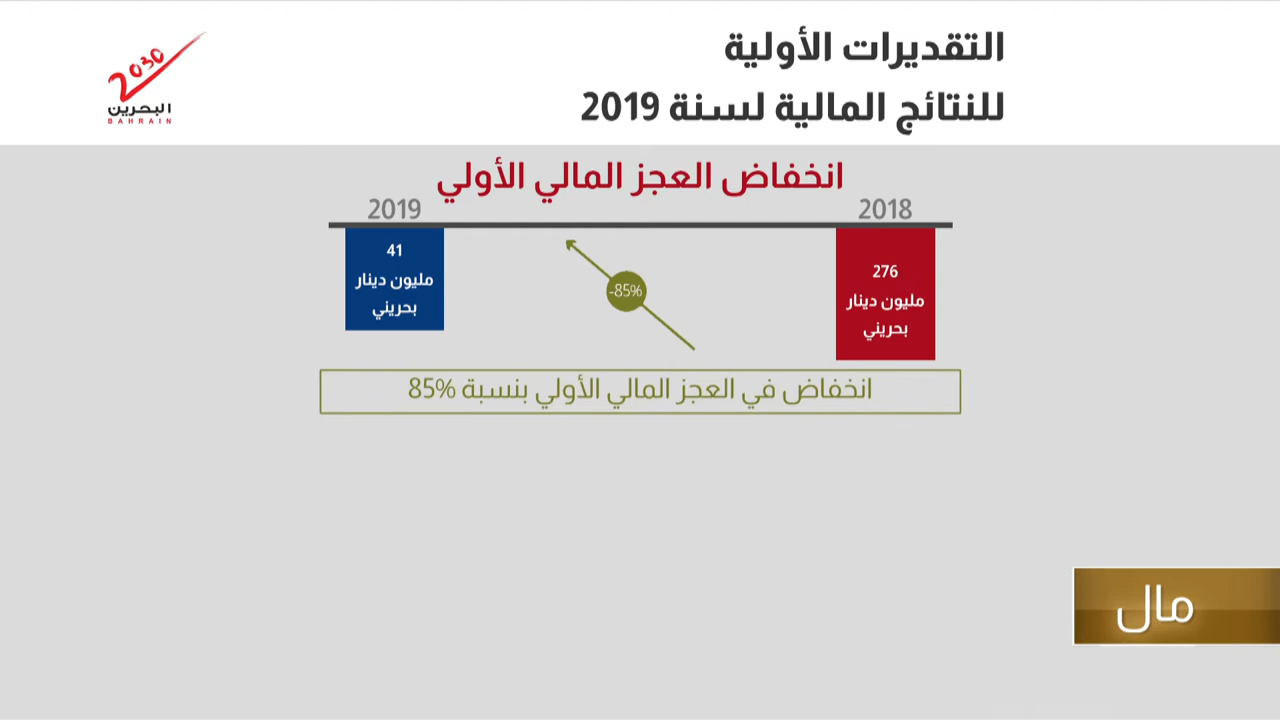 التقديرات الأولية
للنتائج المالية لسنة 2019
2030
البحرين
BAHRAIN
انخفاض العجز المالي الأولي
2018
2019
276
مليون دينار
بحريني
-85%
41
مليون دينار
بحريني
انخفاض في العجز المالي الأولي بنسبة 85%
مال